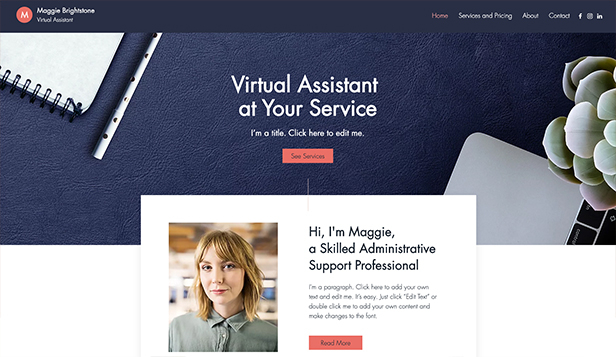 M
Maggie Brightstone
Virtual Assistant
Home Services and Pricing About Contact
Virtual Assistant
at Your Service
I'm a title. Click here to edit me.
See Services
Hi, I'm Maggie,
a Skilled Administrative
Support Professional
I'm a paragraph. Click here to add your own
text and edit me. It's easy. Just click "Edit Text" or
double click me to add your own content and
make changes to the font.
Read More